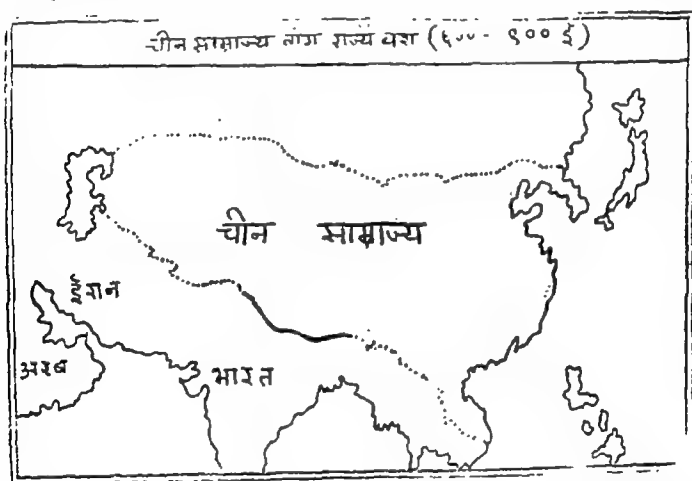 चीन साम्राज्य तांग राज्य वंश (६०० - ९०० ई)
चीन साम्राज्य
ईरान
अरब
भारत